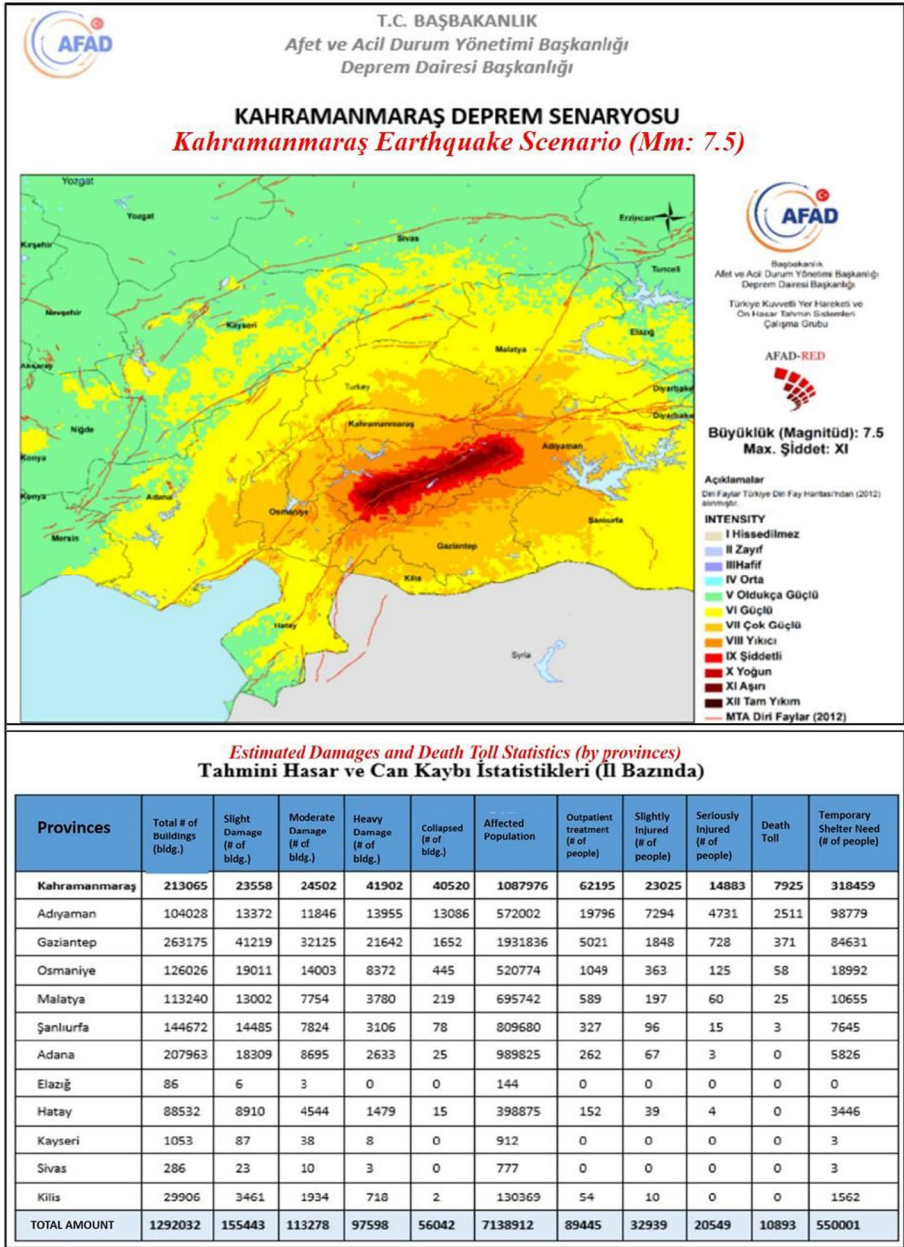 AFAD
T.C. BAŞBAKANLIK
Afet ve Acil Durum Yönetimi Başkanlığı
Deprem Dairesi Başkanlığı
KAHRAMANMARAŞ DEPREM SENARYOSU
Kahramanmaraş Earthquake Scenario (Mm: 7.5)
Yozgat
Yozgat
Kırşehir
Sivas
Erzincan
Tunceli
Nevşehir
Kayseri
Elazığ
Malatya
Aksaray
Turkey
Diyarbakır
Diyarbakır
Niğde
Kahramanmaraş
Adıyaman
Konya
Konya
Adana
Osmaniye
Şanlıurfa
Mersin
Gaziantep
Kilis
Hatay
Syria
AFAD
Başbakanlık
Afet ve Acil Durum Yönetimi Başkanlığı
Deprem Dairesi Başkanlığı
Türkiye Kuvvetli Yer Hareketi ve
Ön Hasar Tahmin Sistemleri
Çalışma Grubu
AFAD-RED
Büyüklük (Magnitüd): 7.5
Max. Şiddet: XI
Açıklamalar
Diri Faylar Türkiye Diri Fay Haritası'ndan (2012)
alınmıştır.
INTENSITY
I Hissedilmez
II Zayıf
IIIHafif
IV Orta
V Oldukça Güçlü
VI Güçlü
VII Çok Güçlü
VIII Yıkıcı
IX Şiddetli
X Yoğun
XI Aşırı
XII Tam Yıkım
MTA Diri Faylar (2012)
Estimated Damages and Death Toll Statistics (by provinces)
Tahmini Hasar ve Can Kaybı İstatistikleri (İl Bazında)
Provinces Total # of Buildings (bldg.) Slight Damage (# of bldg.) Moderate Damage (# of bldg.) Heavy Damage (# of bldg.) Collapsed (# of bldg.) Affected Population Outpatient treatment (# of people) Slightly Injured (# of people) Seriously Injured (# of people) Death Toll Temporary Shelter Need (# of people)
Kahramanmaraş 213065 23558 24502 41902 40520 1087976 62195 23025 14883 7925 318459
Adıyaman 104028 13372 11846 13955 13086 572002 19796 7294 4731 2511 98779
Gaziantep 263175 41219 32125 21642 1652 1931836 5021 1848 728 371 84631
Osmaniye 126026 19011 14003 8372 445 520774 1049 363 125 58 18992
Malatya 113240 13002 7754 3780 219 695742 589 197 60 25 10655
Şanlıurfa 144672 14485 7824 3106 78 809680 327 96 15 3 7645
Adana 207963 18309 8695 2633 25 989825 262 67 3 0 5826
Elazığ 86 6 3 0 0 144 0 0 0 0 0
Hatay 88532 8910 4544 1479 15 398875 152 39 4 0 3446
Kayseri 1053 87 38 8 0 912 0 0 0 0 3
Sivas 286 23 10 3 0 777 0 0 0 0 3
Kilis 29906 3461 1934 718 2 130369 54 10 0 0 1562
TOTAL AMOUNT 1292032 155443 113278 97598 56042 7138912 89445 32939 20549 10893 550001